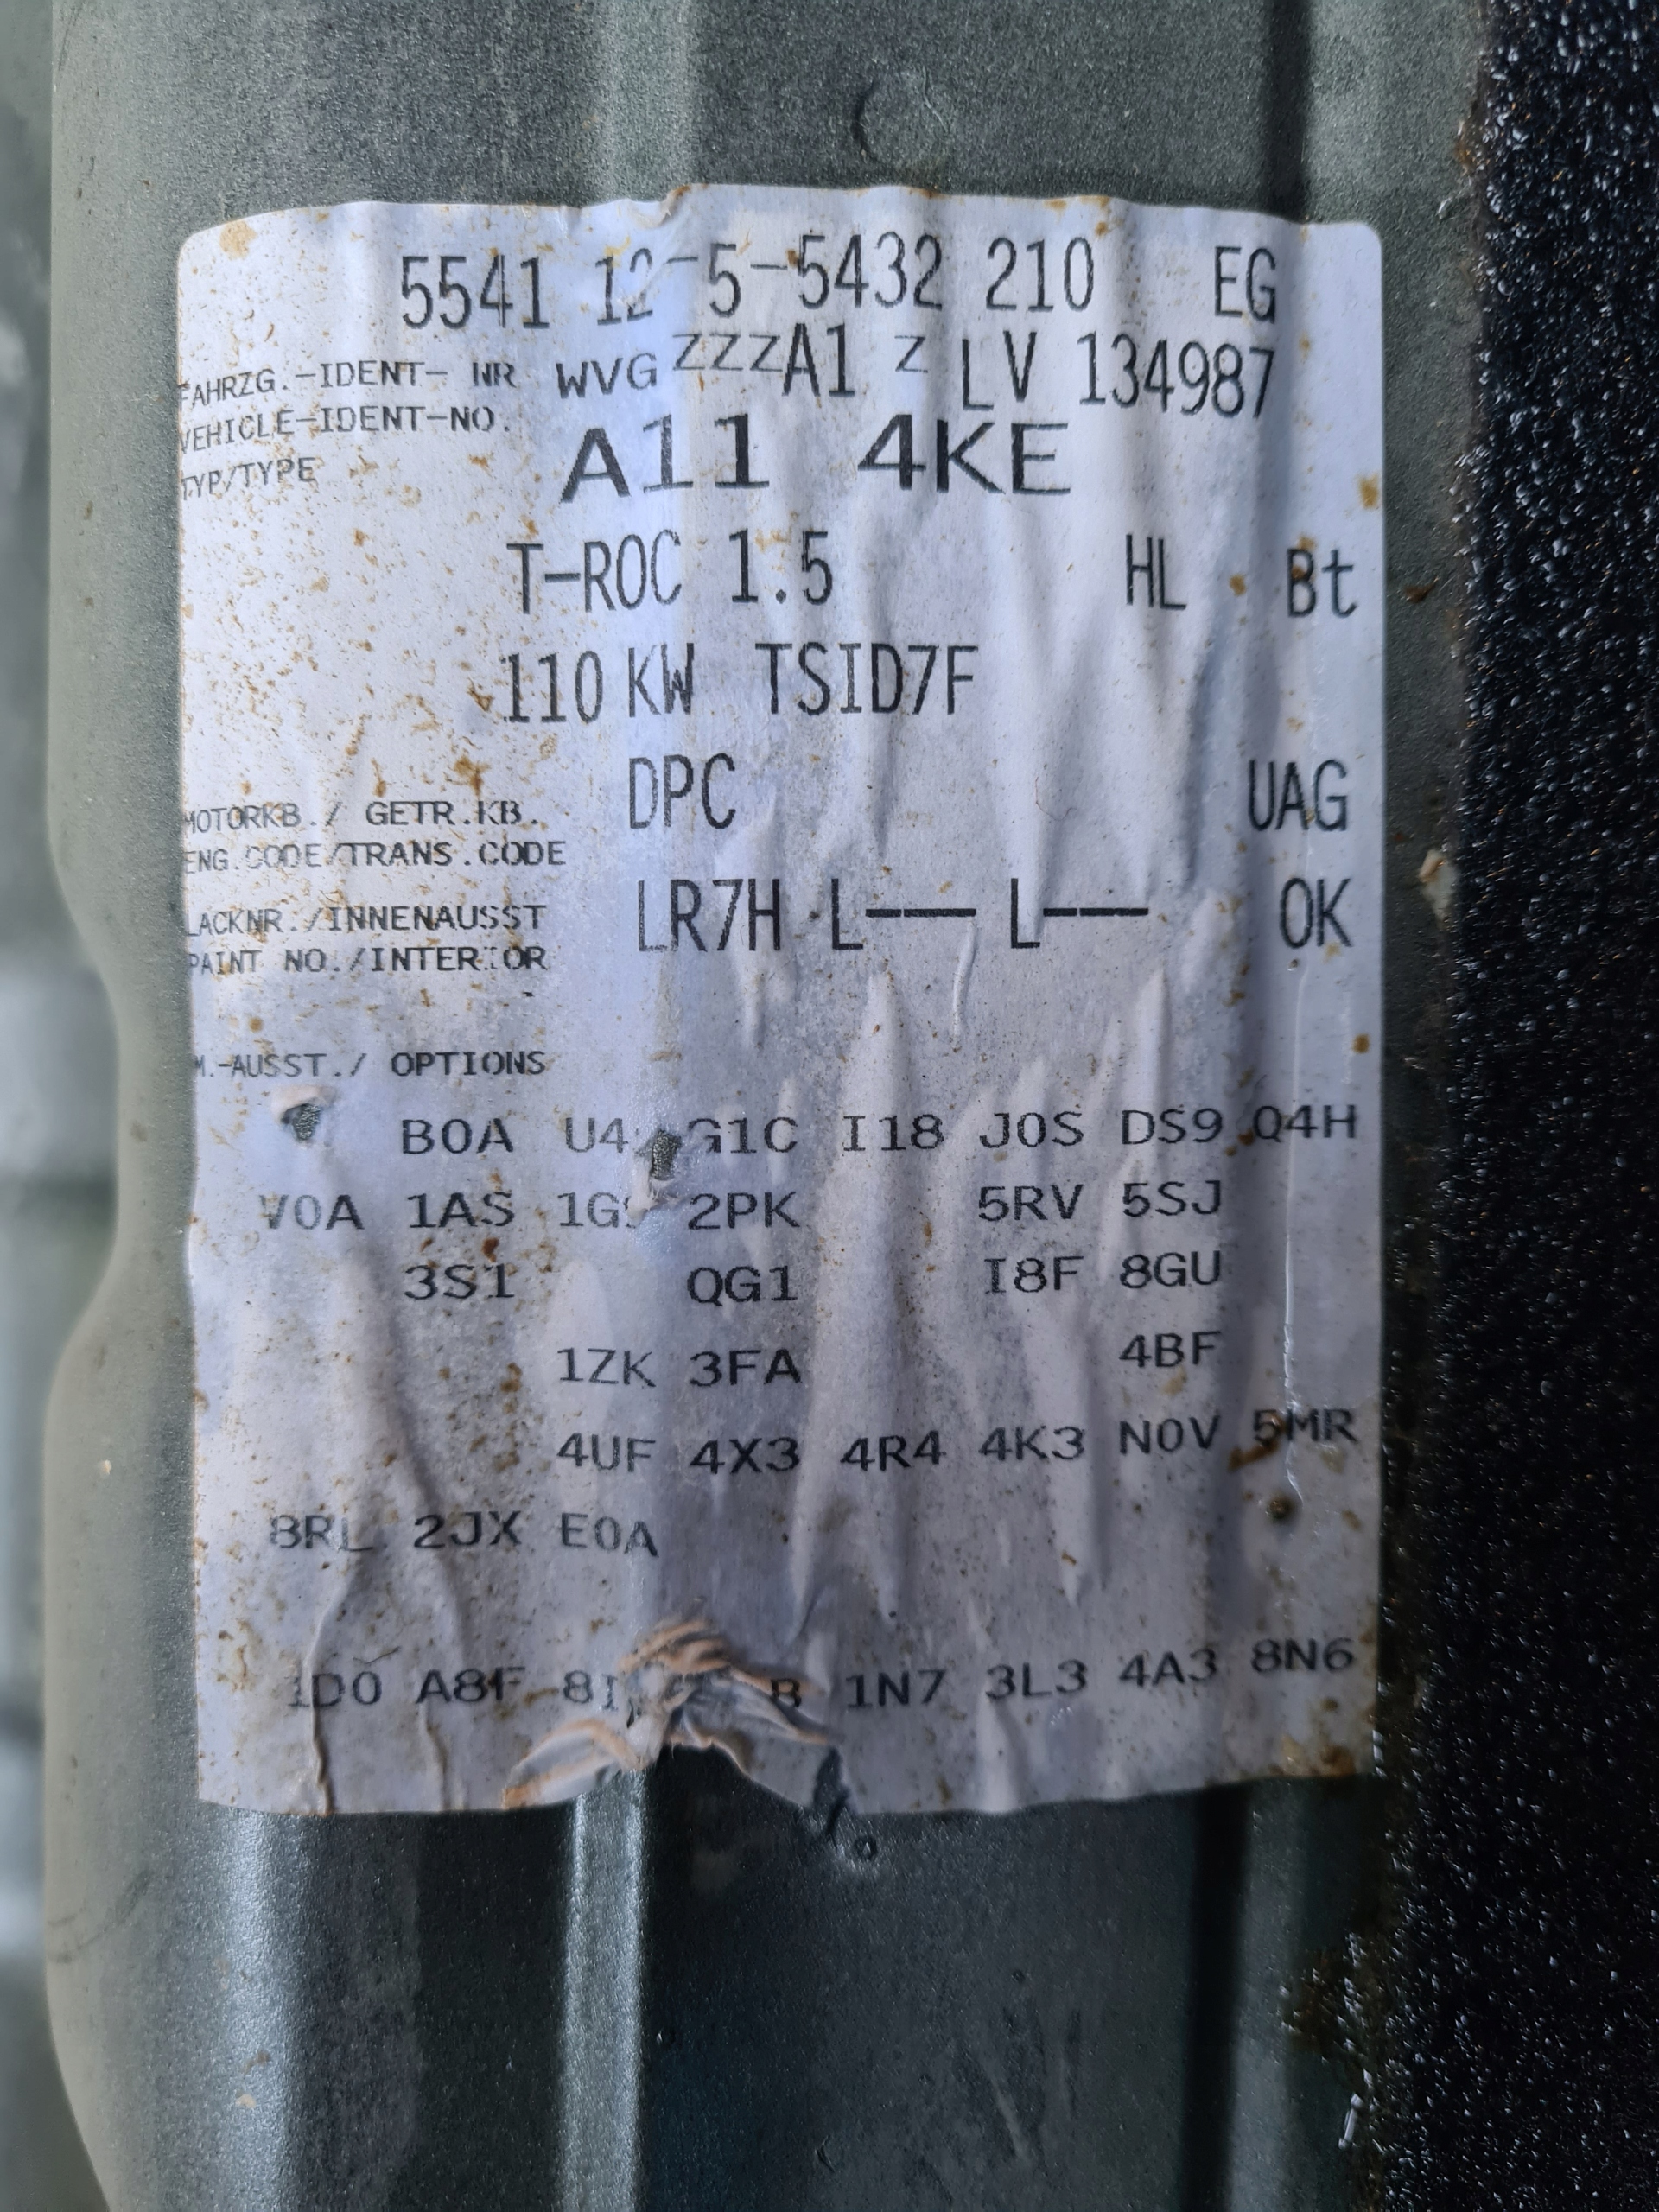 5541 12-5-5432 210 EG
FAHRZG.-IDENT-NR WVGZZZA1 Z LV 134987
VEHICLE-IDENT-NO.
TYP/TYPE A11 4KE
T-ROC 1.5 HL Bt
110 KW TSID7F
MOTORKB./ GETR.KB. DPC UAG
ENG.CODE/TRANS.CODE
LACKNR./INNENAUSST LR7H L--- L--- OK
PAINT NO./INTERIOR
M.-AUSST./ OPTIONS
B0A G1C I18 J0S DS9 Q4H
V0A 1AS 2PK 5RV 5SJ
3S1 QG1 I8F 8GU
1ZK 3FA 4BF
4UF 4X3 4R4 4K3 N0V 5MR
8RL 2JX E0A
1D0 A8F 1N7 3L3 4A3 8N6